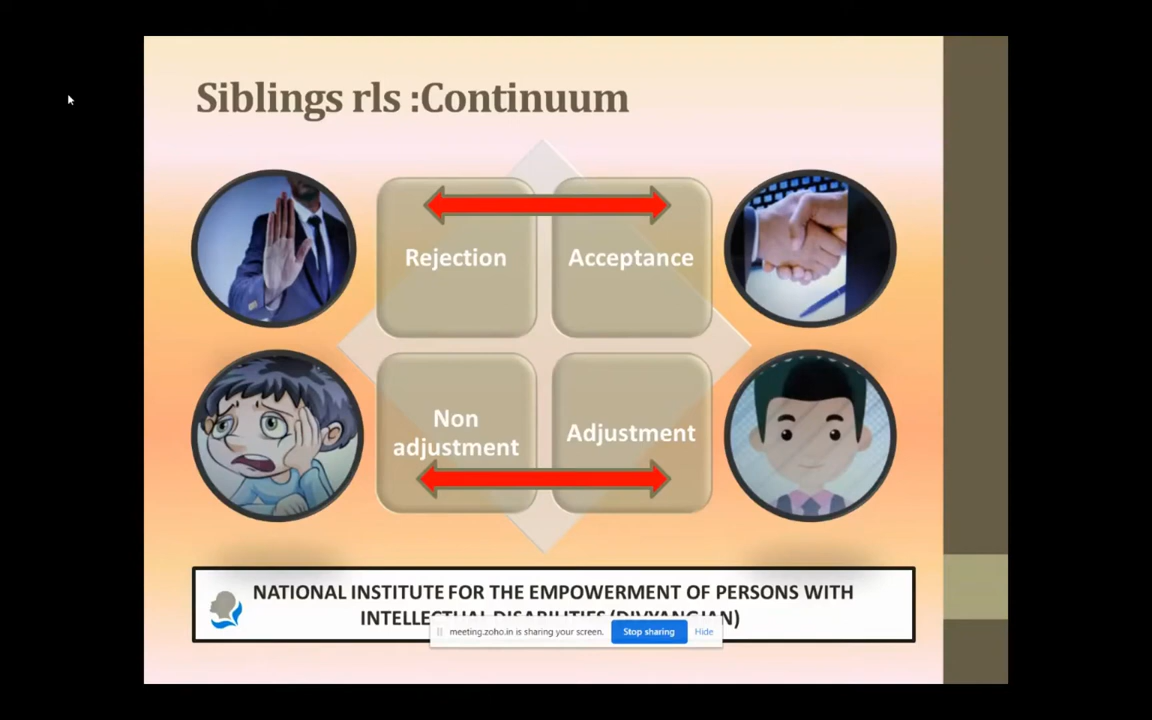 Siblings rls :Continuum
Rejection
Acceptance
Non
adjustment
Adjustment
NATIONAL INSTITUTE FOR THE EMPOWERMENT OF PERSONS WITH
INTELLECTUAL DISABILITIES (DIVYANGJAN)
meeting.zoho.in is sharing your screen.
Stop sharing
Hide